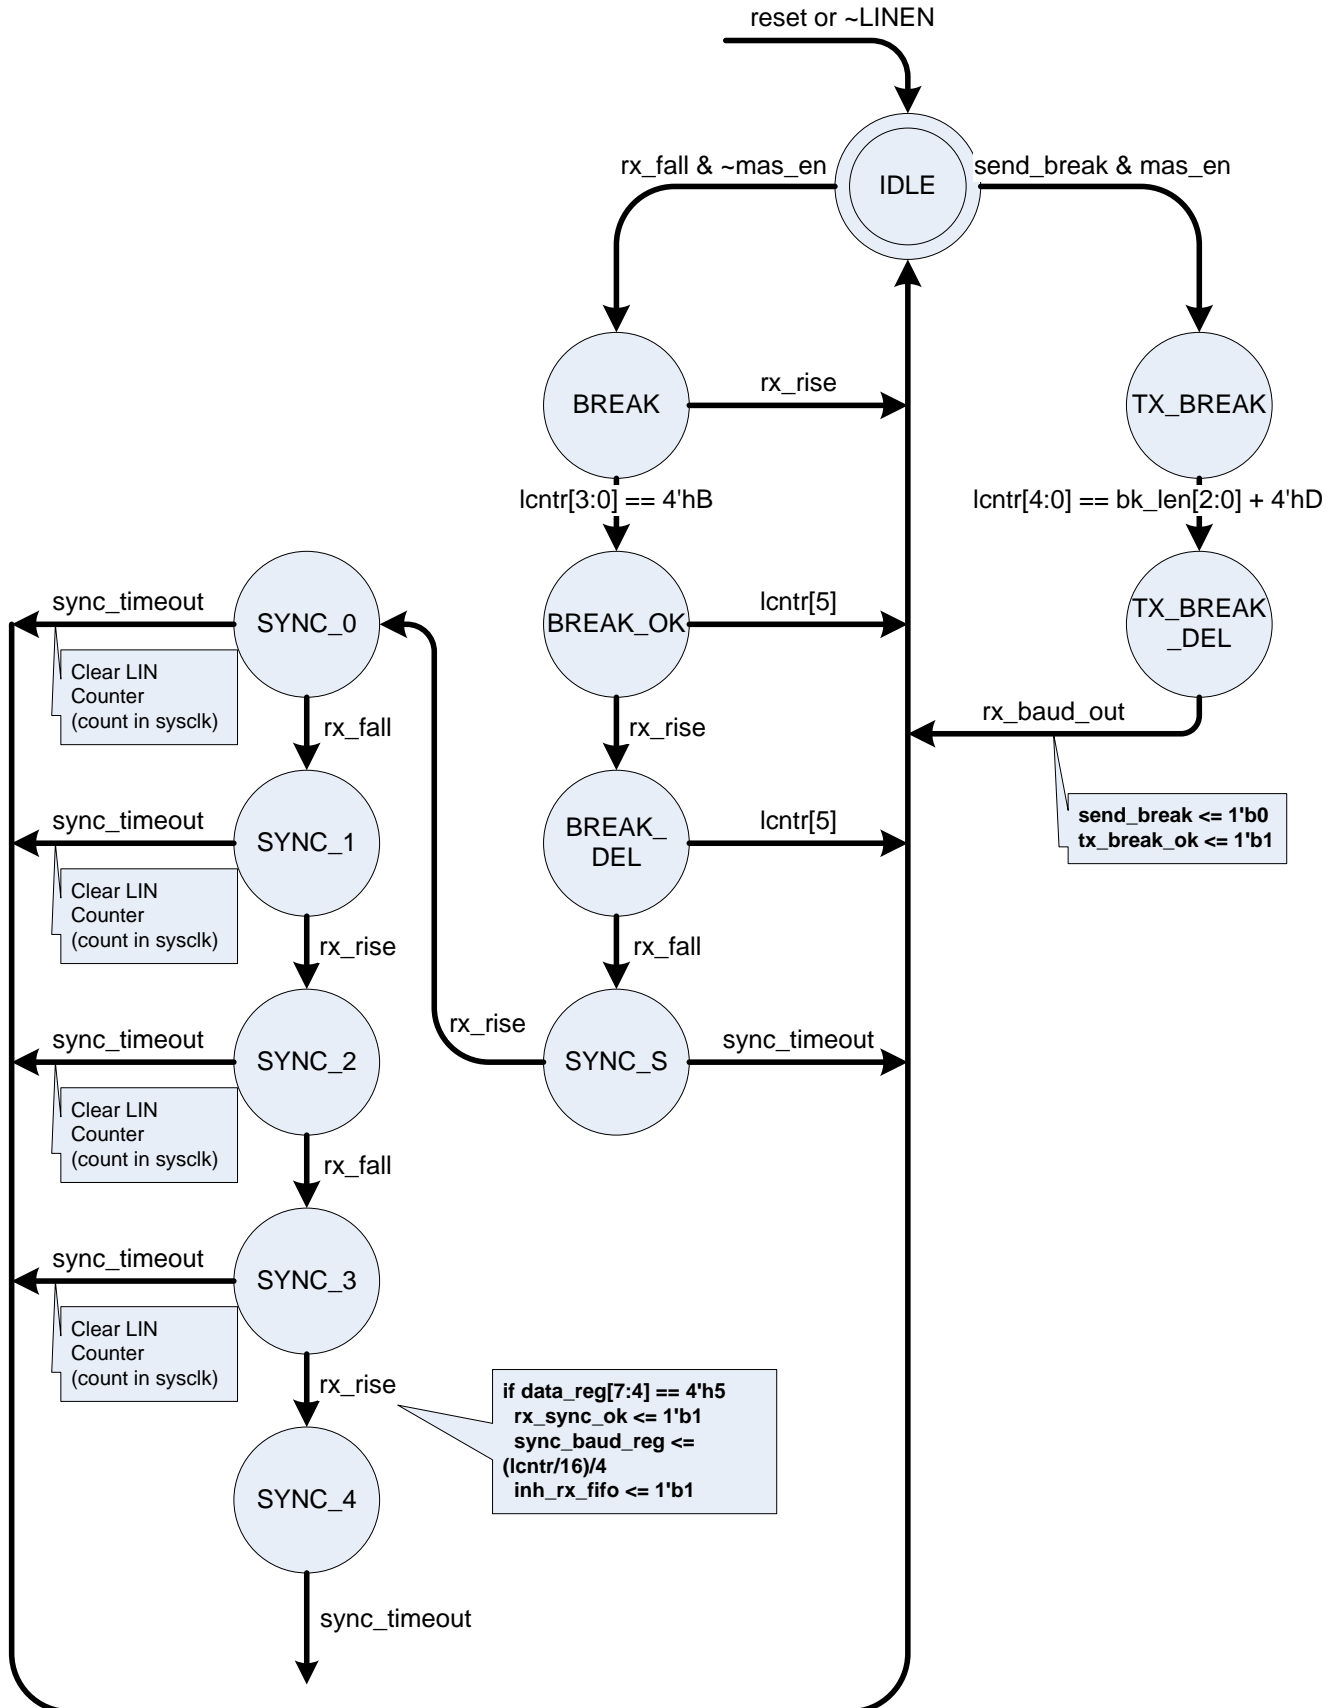 reset or ~LINEN
rx_fall & ~mas_en
IDLE
send_break & mas_en
BREAK
rx_rise
TX_BREAK
lcntr[3:0] == 4'hB
lcntr[4:0] == bk_len[2:0] + 4'hD
sync_timeout
SYNC_0
BREAK_OK
lcntr[5]
TX_BREAK
_DEL
Clear LIN
Counter
(count in sysclk)
rx_fall
rx_rise
rx_baud_out
sync_timeout
SYNC_1
BREAK_
DEL
lcntr[5]
send_break <= 1'b0
tx_break_ok <= 1'b1
Clear LIN
Counter
(count in sysclk)
rx_rise
rx_fall
sync_timeout
SYNC_2
rx_rise
SYNC_S
sync_timeout
Clear LIN
Counter
(count in sysclk)
rx_fall
sync_timeout
SYNC_3
Clear LIN
Counter
(count in sysclk)
rx_rise
if data_reg[7:4] == 4'h5
rx_sync_ok <= 1'b1
sync_baud_reg <=
(lcntr/16)/4
inh_rx_fifo <= 1'b1
SYNC_4
sync_timeout